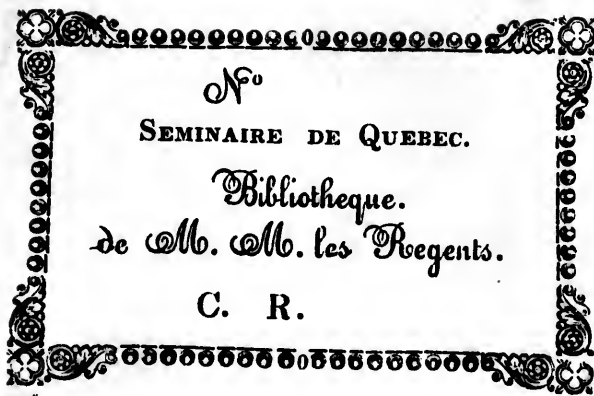 No
SEMINAIRE DE QUEBEC.
Bibliotheque.
de M. M. les Regents.
C. R.